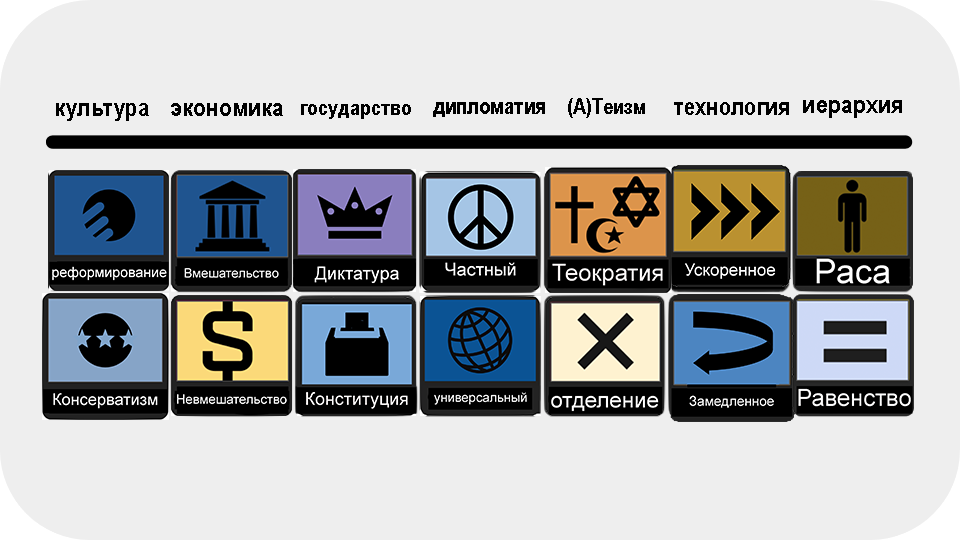 культура экономика государство дипломатия (А)Теизм технология иерархия
реформирование Вмешательство Диктатура Частный Теократия Ускоренное Раса
Консерватизм Невмешательство Конституция универсальный отделение Замедленное Равенство